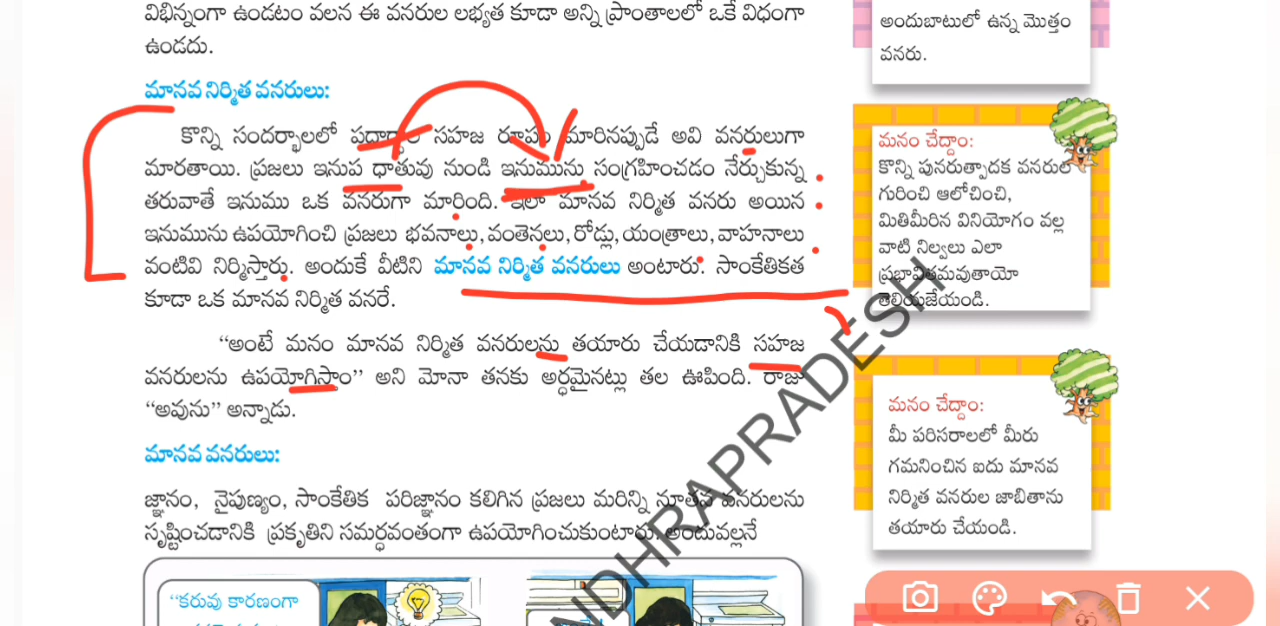 విభిన్నంగా ఉండటం వలన ఈ వనరుల లభ్యత కూడా అన్ని ప్రాంతాలలో ఒకే విధంగా
ఉండదు.
మానవ నిర్మిత వనరులు:
కొన్ని సందర్భాలలో పదార్థాల సహజ రూపం మారినప్పుడే అవి వనరులుగా
మారతాయి. ప్రజలు ఇనుప ధాతువు నుండి ఇనుమును సంగ్రహించడం నేర్చుకున్న
తరువాతే ఇనుము ఒక వనరుగా మారింది. ఇలా మానవ నిర్మిత వనరు అయిన
ఇనుమును ఉపయోగించి ప్రజలు భవనాలు, వంతెనలు, రోడ్లు, యంత్రాలు, వాహనాలు
వంటివి నిర్మిస్తారు. అందుకే వీటిని మానవ నిర్మిత వనరులు అంటారు. సాంకేతికత
కూడా ఒక మానవ నిర్మిత వనరే.
“అంటే మనం మానవ నిర్మిత వనరులను తయారు చేయడానికి సహజ
వనరులను ఉపయోగిస్తాం” అని మోనా తనకు అర్ధమైనట్లు తల ఊపింది. రాజు
“అవును” అన్నాడు.
మానవ వనరులు:
జ్ఞానం, నైపుణ్యం, సాంకేతిక పరిజ్ఞానం కలిగిన ప్రజలు మరిన్ని నూతన వనరులను
సృష్టించడానికి ప్రకృతిని సమర్ధవంతంగా ఉపయోగించుకుంటారు. అందువల్లనే
“కరువు కారణంగా
అందుబాటులో ఉన్న మొత్తం
వనరు.
మనం చేద్దాం:
కొన్ని పునరుత్పాదక వనరుల
గురించి ఆలోచించి,
మితిమీరిన వినియోగం వల్ల
వాటి నిల్వలు ఎలా
ప్రభావితమవుతాయో
తెలియజేయండి.
మనం చేద్దాం:
మీ పరిసరాలలో మీరు
గమనించిన ఐదు మానవ
నిర్మిత వనరుల జాబితాను
తయారు చేయండి.
ANDHRAPRADESH